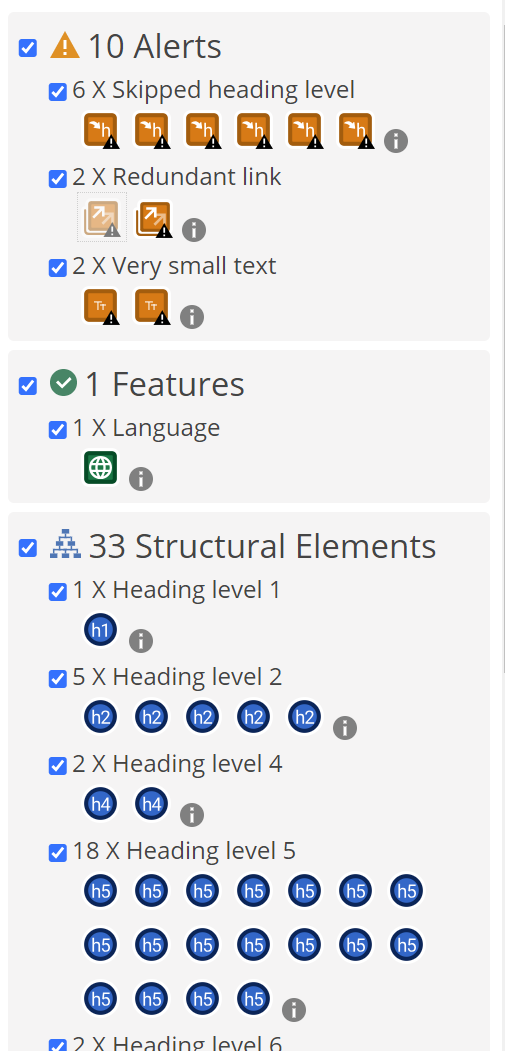 10 Alerts
6 X Skipped heading level
h h h h h h i
2 X Redundant link
i
2 X Very small text
TT TT i
1 Features
1 X Language
i
33 Structural Elements
1 X Heading level 1
h1 i
5 X Heading level 2
h2 h2 h2 h2 h2 i
2 X Heading level 4
h4 h4 i
18 X Heading level 5
h5 h5 h5 h5 h5 h5 h5
h5 h5 h5 h5 h5 h5 h5
h5 h5 h5 h5 i
2 X Heading level 6